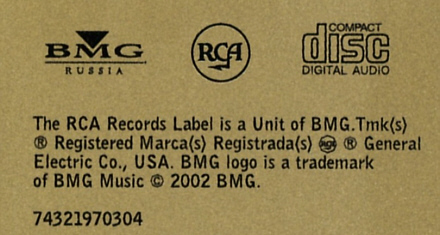 BMG
RUSSIA
RCA
COMPACT
disc
DIGITAL AUDIO
The RCA Records Label is a Unit of BMG.Tmk(s)
® Registered Marca(s) Registrada(s) RCA ® General
Electric Co., USA. BMG logo is a trademark
of BMG Music © 2002 BMG.
74321970304